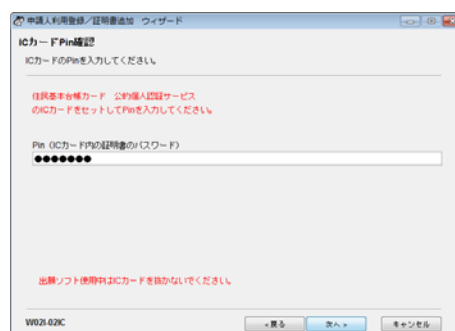 申請人利用登録／証明書追加 ウィザード
ICカードPin確認
ICカードのPinを入力してください。
住民基本台帳カード 公的個人認証サービス
のICカードをセットしてPinを入力してください。
Pin（ICカード内の証明書のパスワード）
●●●●●●●
出願ソフト使用中はICカードを抜かないでください。
W02I-02IC
<戻る 次へ> キャンセル